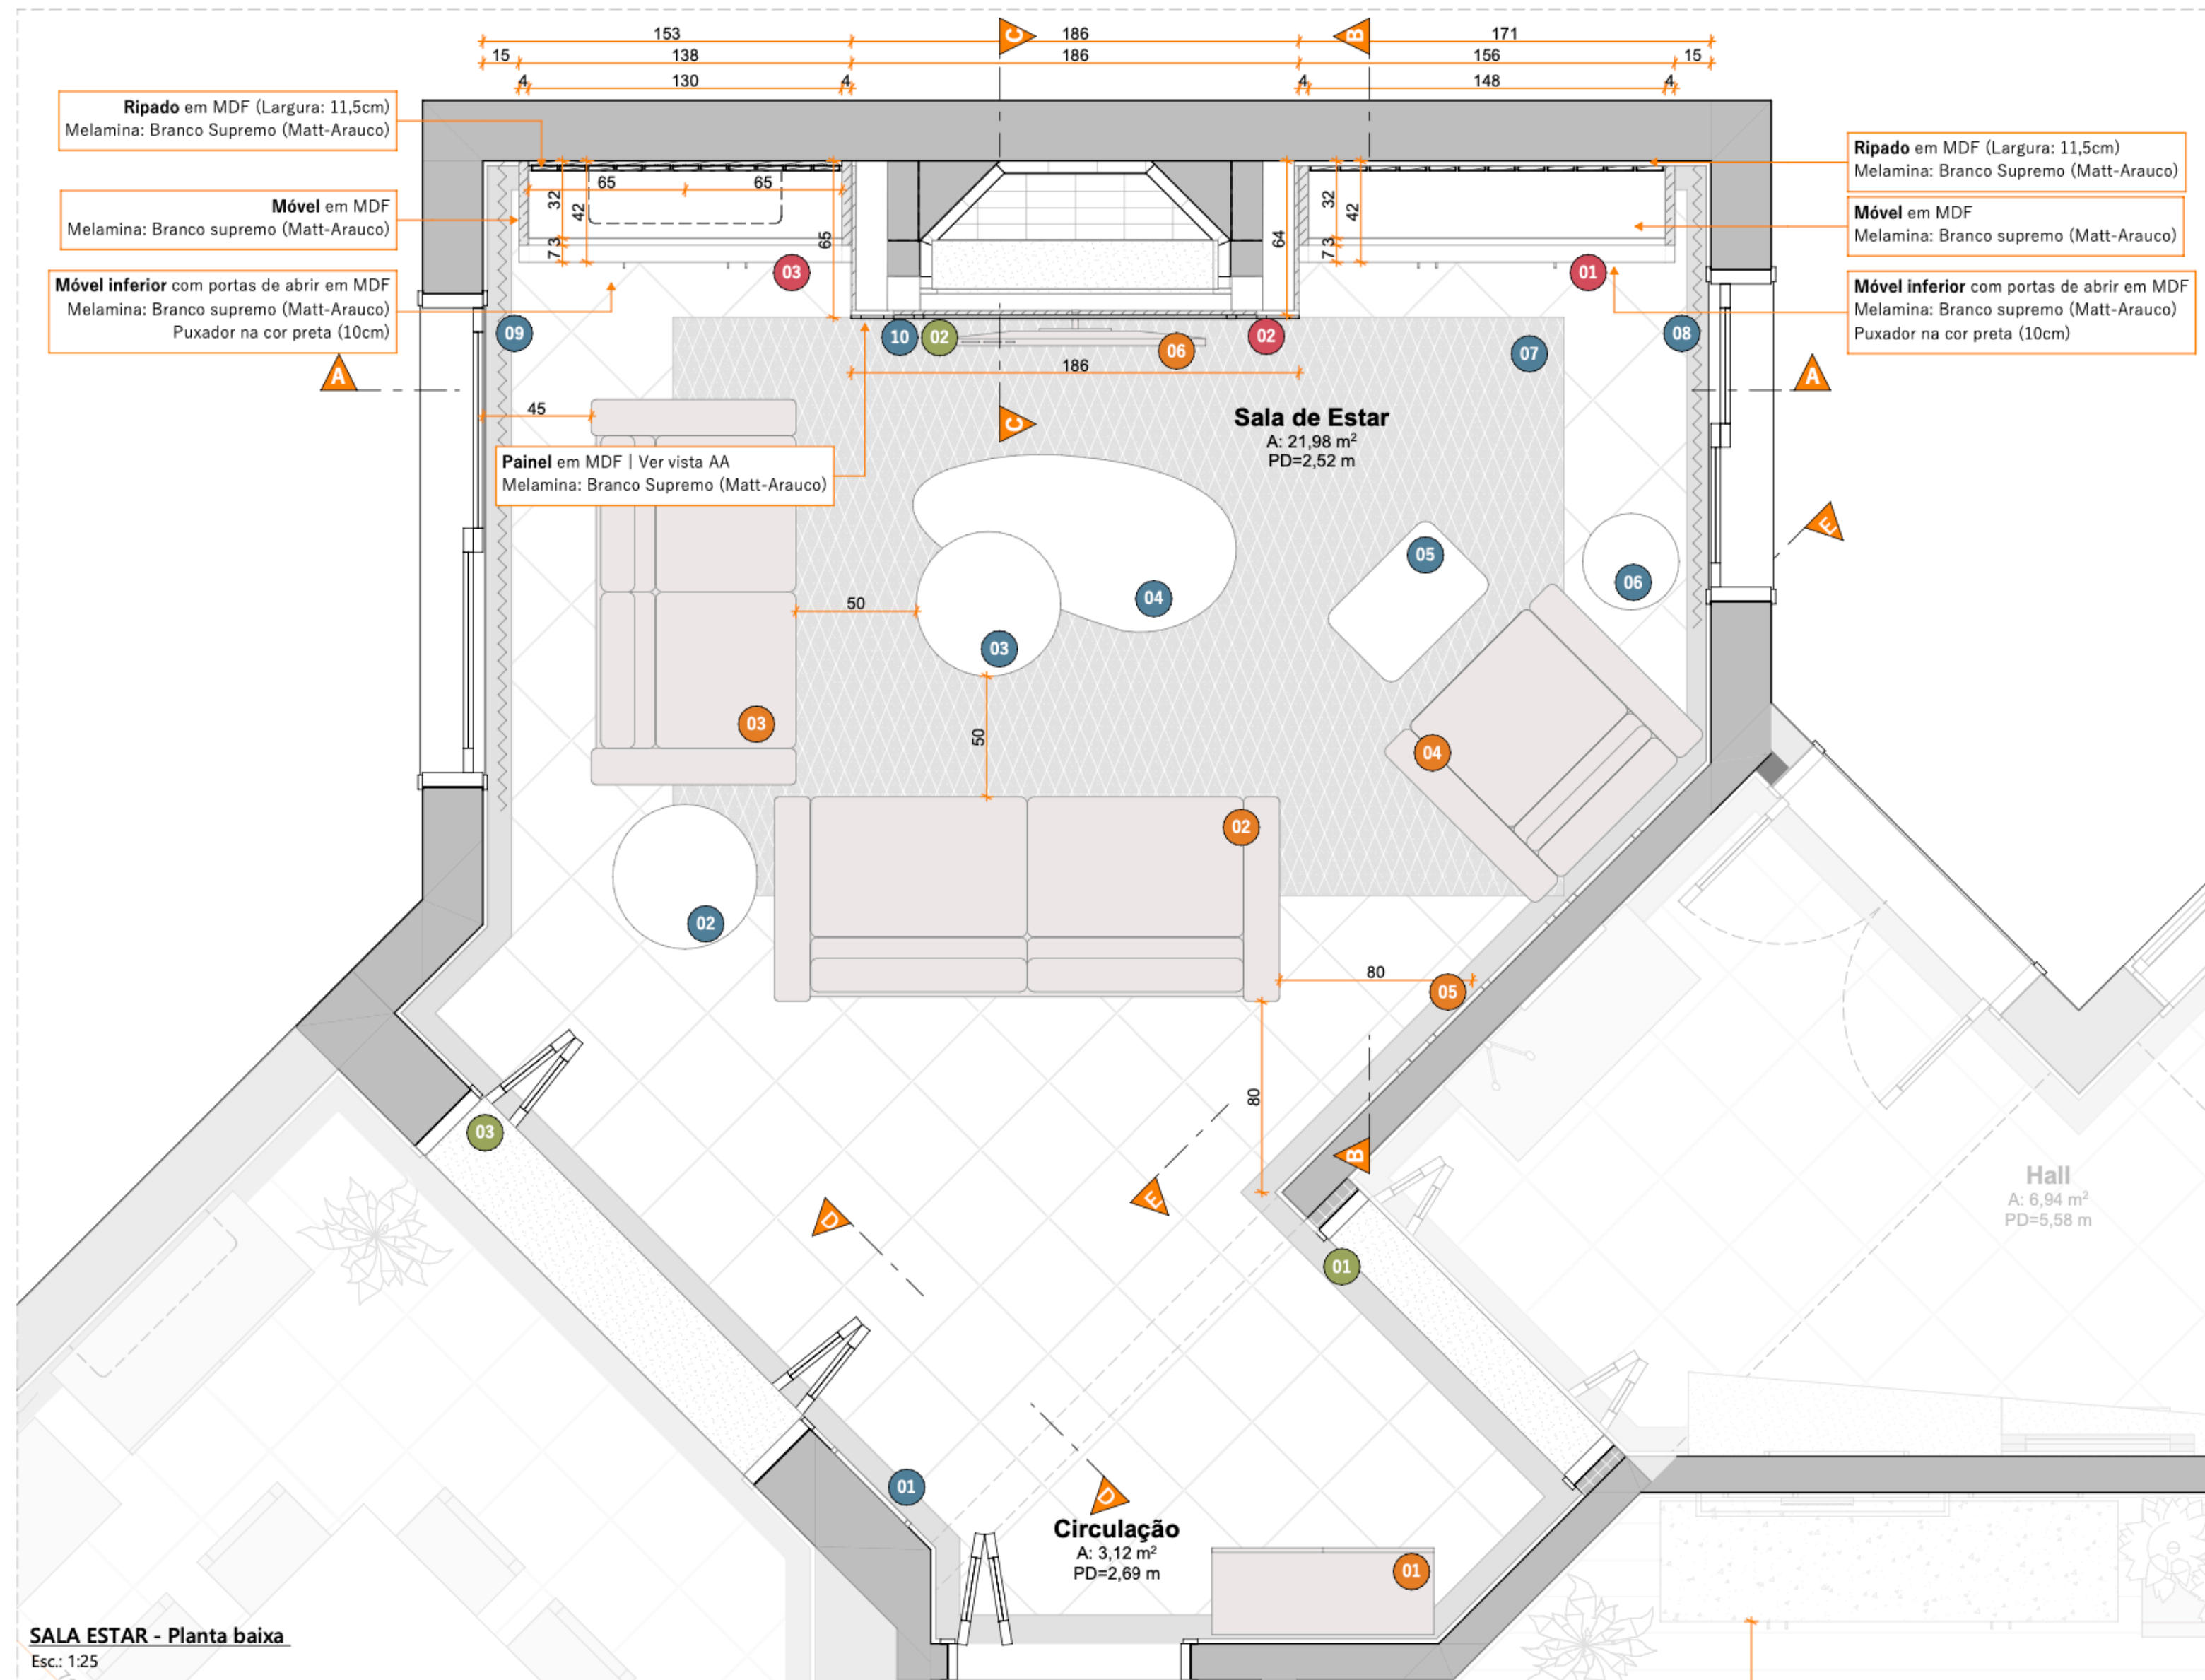 153
186
171
15
138
186
156
15
4
130
4
4
148
4
C
B
Ripado em MDF (Largura: 11,5cm)
Melamina: Branco Supremo (Matt-Arauco)
Ripado em MDF (Largura: 11,5cm)
Melamina: Branco Supremo (Matt-Arauco)
Móvel em MDF
Melamina: Branco supremo (Matt-Arauco)
Móvel em MDF
Melamina: Branco supremo (Matt-Arauco)
65
65
32
42
7
3
65
64
32
42
7
3
Móvel inferior com portas de abrir em MDF
Melamina: Branco supremo (Matt-Arauco)
Puxador na cor preta (10cm)
Móvel inferior com portas de abrir em MDF
Melamina: Branco supremo (Matt-Arauco)
Puxador na cor preta (10cm)
03
01
09
10
02
06
02
07
08
A
A
186
45
C
Sala de Estar
A: 21,98 m²
PD=2,52 m
Painel em MDF | Ver vista AA
Melamina: Branco Supremo (Matt-Arauco)
E
05
06
04
50
03
03
50
04
02
02
80
05
80
03
B
E
D
Hall
A: 6,94 m²
PD=5,58 m
01
01
D
Circulação
A: 3,12 m²
PD=2,69 m
01
SALA ESTAR - Planta baixa
Esc.: 1:25